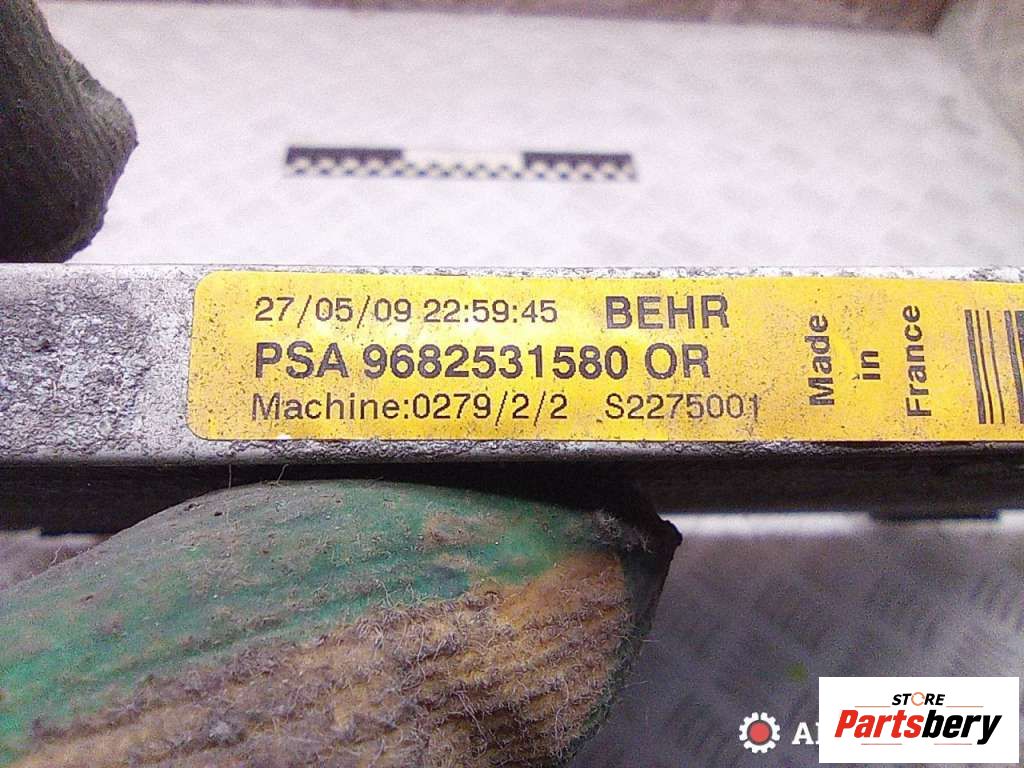 27/05/09 22:59:45 BEHR
PSA 9682531580 OR
Machine:0279/2/2 S2275001
Made
in
France
STORE
Partsbery